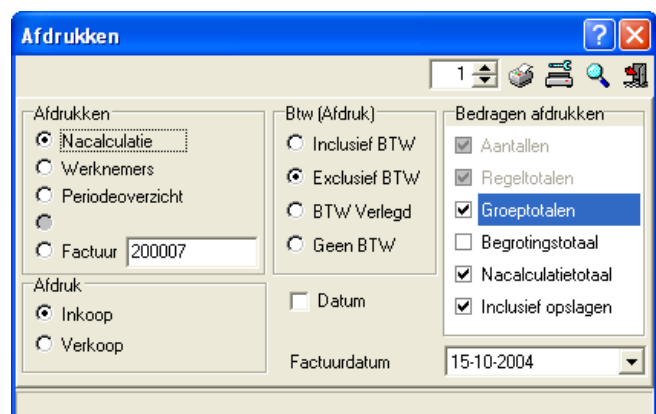 Afdrukken
1
Afdrukken
Nacalculatie
Werknemers
Periodeoverzicht
Factuur 200007
Afdruk
Inkoop
Verkoop
Btw (Afdruk)
Inclusief BTW
Exclusief BTW
BTW Verlegd
Geen BTW
Datum
Factuurdatum
15-10-2004
Bedragen afdrukken
Aantallen
Regeltotalen
Groeptotalen
Begrotingstotaal
Nacalculatietotaal
Inclusief opslagen